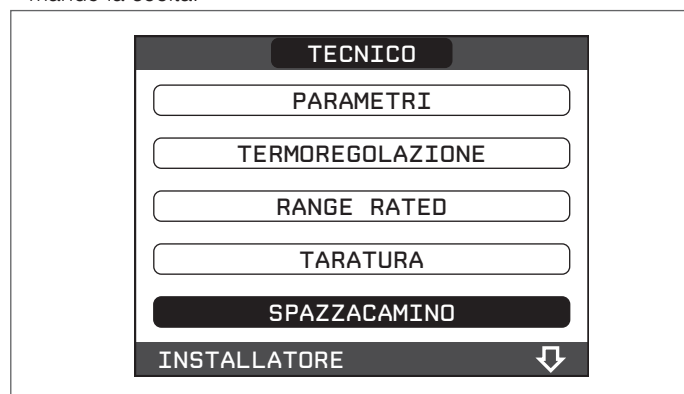 TECNICO
PARAMETRI
TERMOREGOLAZIONE
RANGE RATED
TARATURA
SPAZZACAMINO
INSTALLATORE